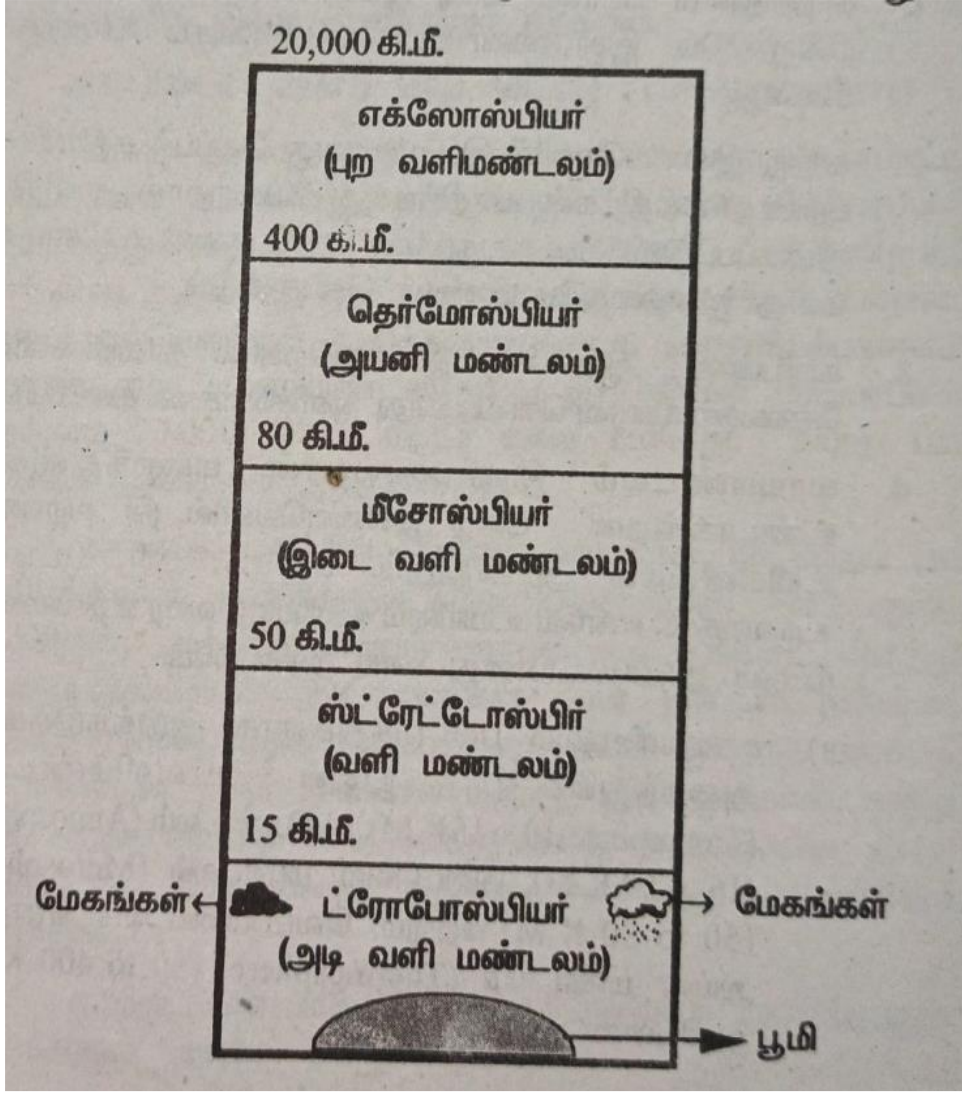 20,000 கி.மீ.
எக்ஸோஸ்பியர்
(புற வளிமண்டலம்)
400 கி.மீ.
தெர்மோஸ்பியர்
(அயனி மண்டலம்)
80 கி.மீ.
மீசோஸ்பியர்
(இடை வளி மண்டலம்)
50 கி.மீ.
ஸ்ட்ரேட்டோஸ்பிர்
(வளி மண்டலம்)
15 கி.மீ.
மேகங்கள் ட்ரோபோஸ்பியர் மேகங்கள்
(அடி வளி மண்டலம்)
பூமி